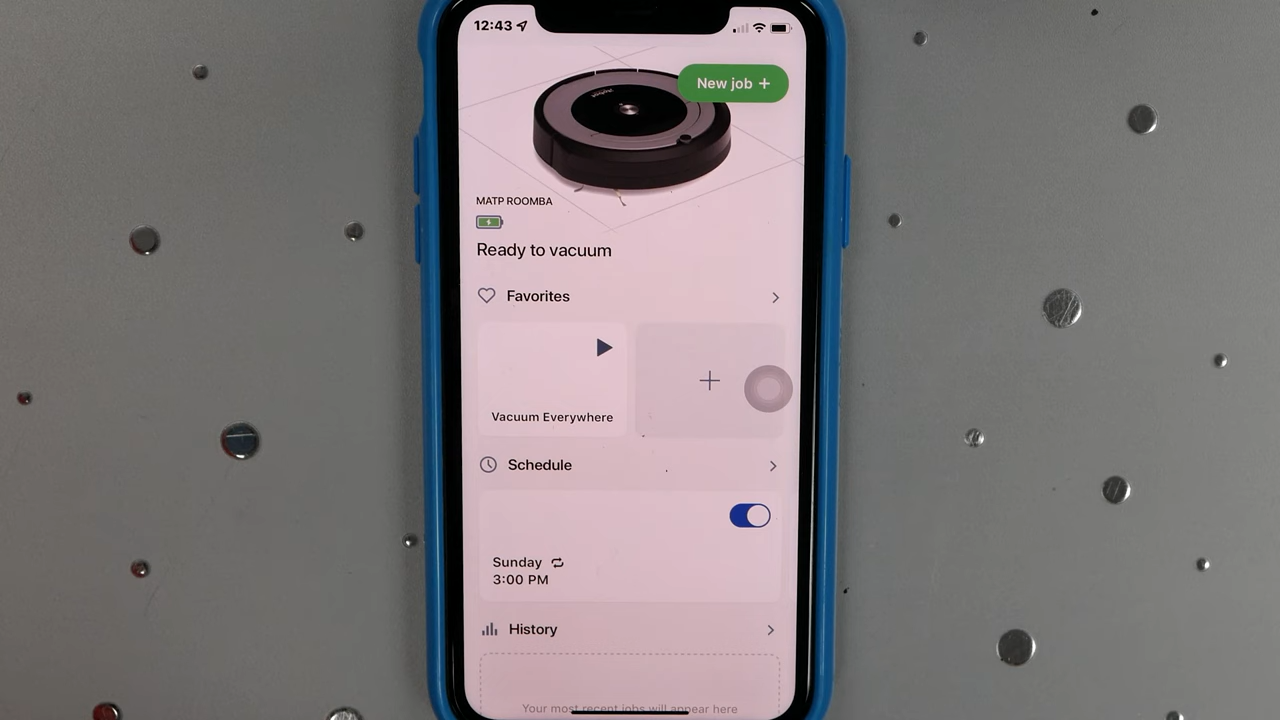 12:43
New job +
MATP ROOMBA
Ready to vacuum
Favorites
Vacuum Everywhere
Schedule
Sunday
3:00 PM
History
Your most recent jobs will appear here